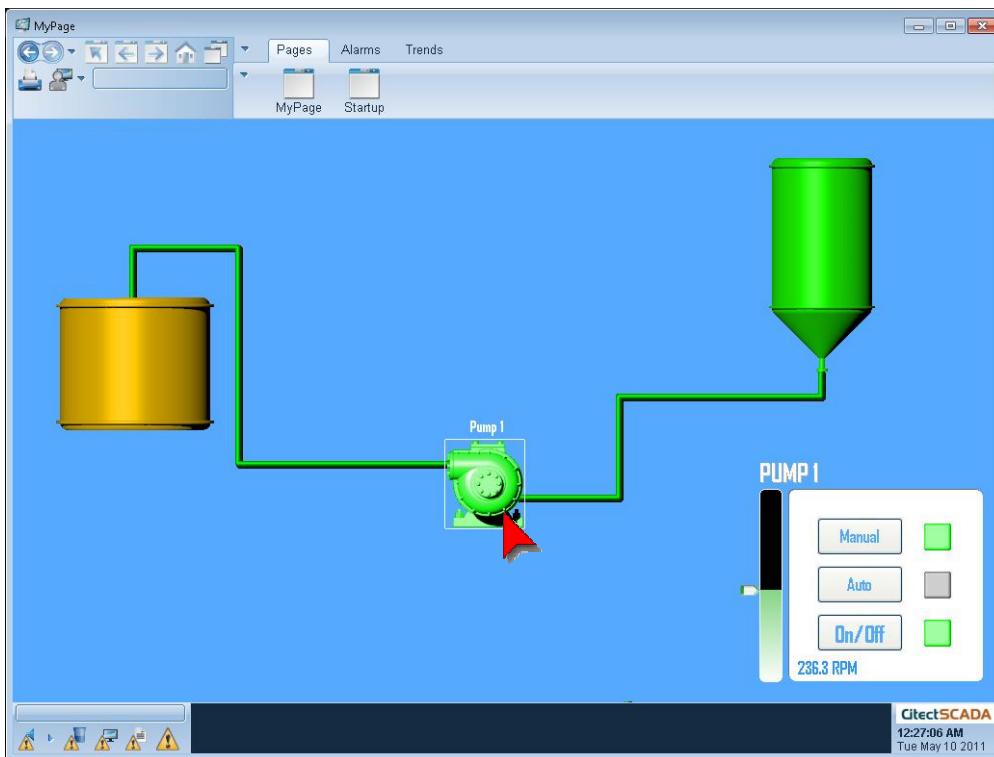 MyPage
Pages Alarms Trends
MyPage Startup
Pump 1
PUMP 1
Manual
Auto
On/Off
236.3 RPM
CitectSCADA
12:27:06 AM
Tue May 10 2011